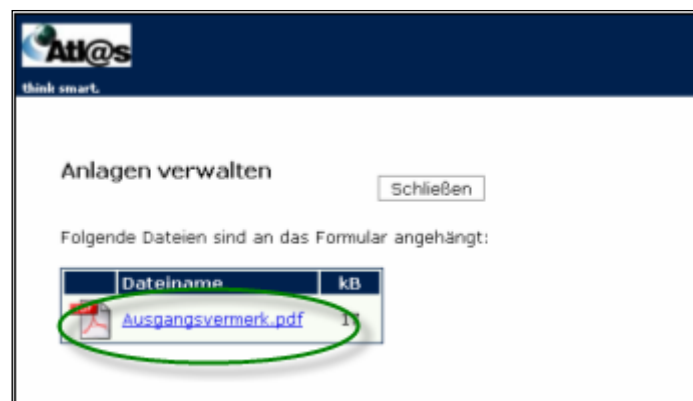 Atl@s
think smart.
Anlagen verwalten
Schließen
Folgende Dateien sind an das Formular angehängt:
Dateiname kB
Ausgangsvermerk.pdf